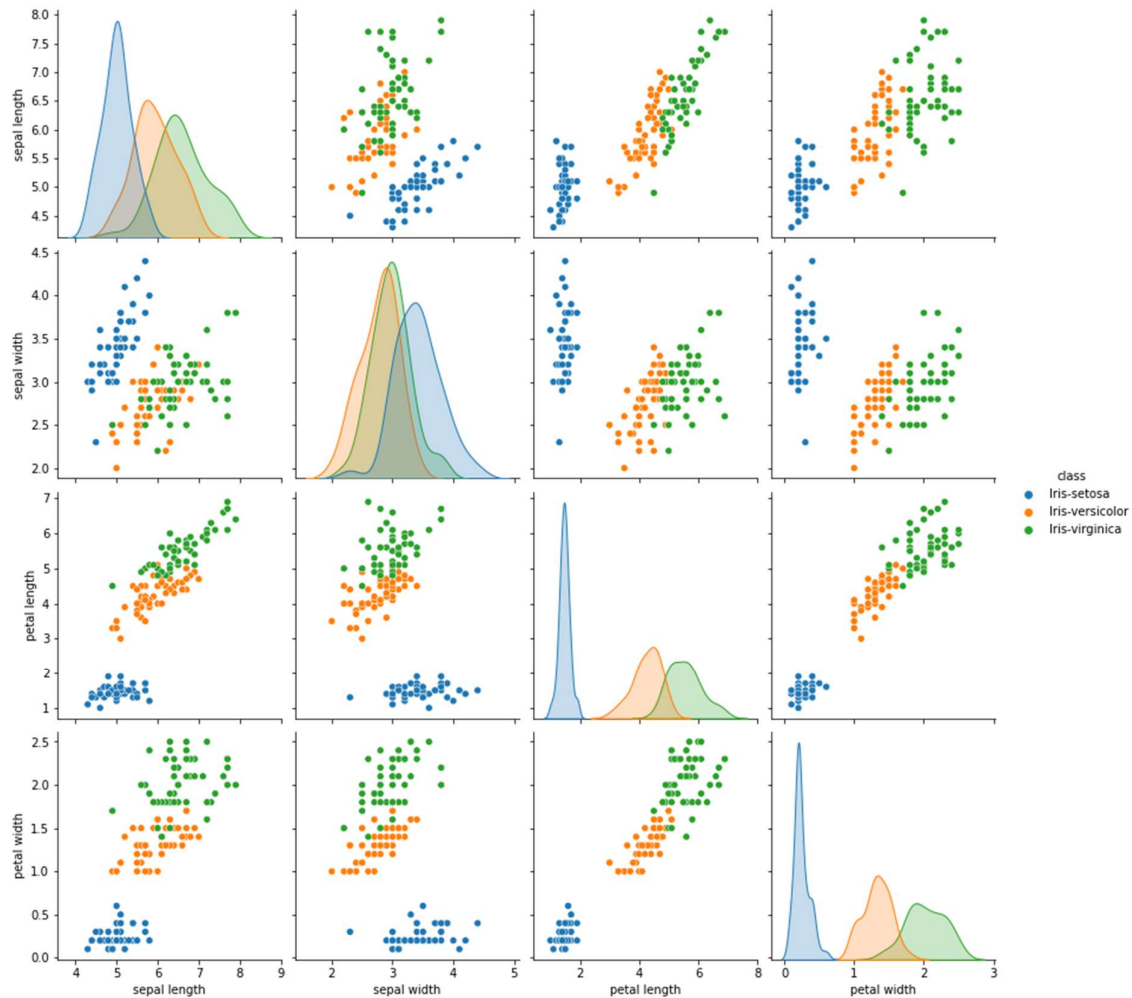 8.0
7.5
7.0
6.5
6.0
5.5
5.0
4.5
sepal length
4.5
4.0
3.5
3.0
2.5
2.0
sepal width
class
Iris-setosa
Iris-versicolor
Iris-virginica
7
6
5
4
3
2
1
petal length
2.5
2.0
1.5
1.0
0.5
0.0
petal width
4 5 6 7 8 9 2 3 4 5 2 4 6 8 0 1 2 3
sepal length sepal width petal length petal width